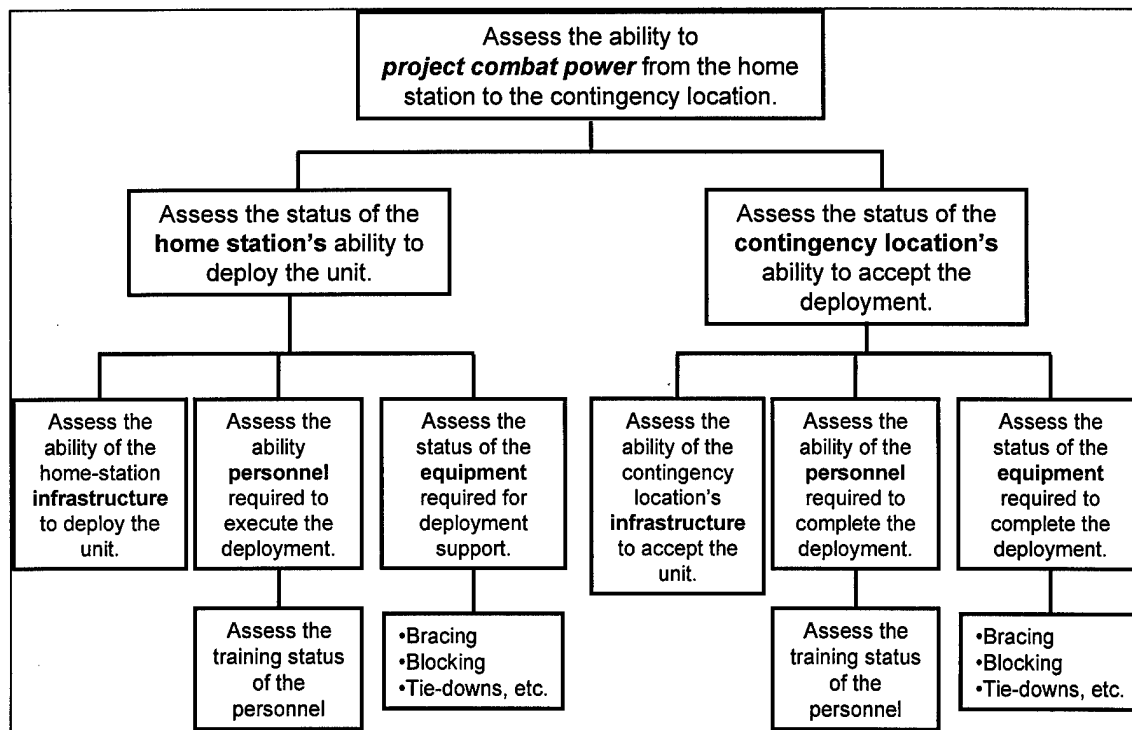 Assess the ability to
project combat power from the home
station to the contingency location.
Assess the status of the
home station's ability to
deploy the unit.
Assess the status of the
contingency location's
ability to accept the
deployment.
Assess the
ability of the
home-station
infrastructure
to deploy the
unit.
Assess the
ability
personnel
required to
execute the
deployment.
Assess the
status of the
equipment
required for
deployment
support.
Assess the
ability of the
contingency
location's
infrastructure
to accept the
unit.
Assess the
ability of the
personnel
required to
complete the
deployment.
Assess the
status of the
equipment
required to
complete the
deployment.
Assess the
training status
of the
personnel
•Bracing
•Blocking
•Tie-downs, etc.
Assess the
training status
of the
personnel
•Bracing
•Blocking
•Tie-downs, etc.